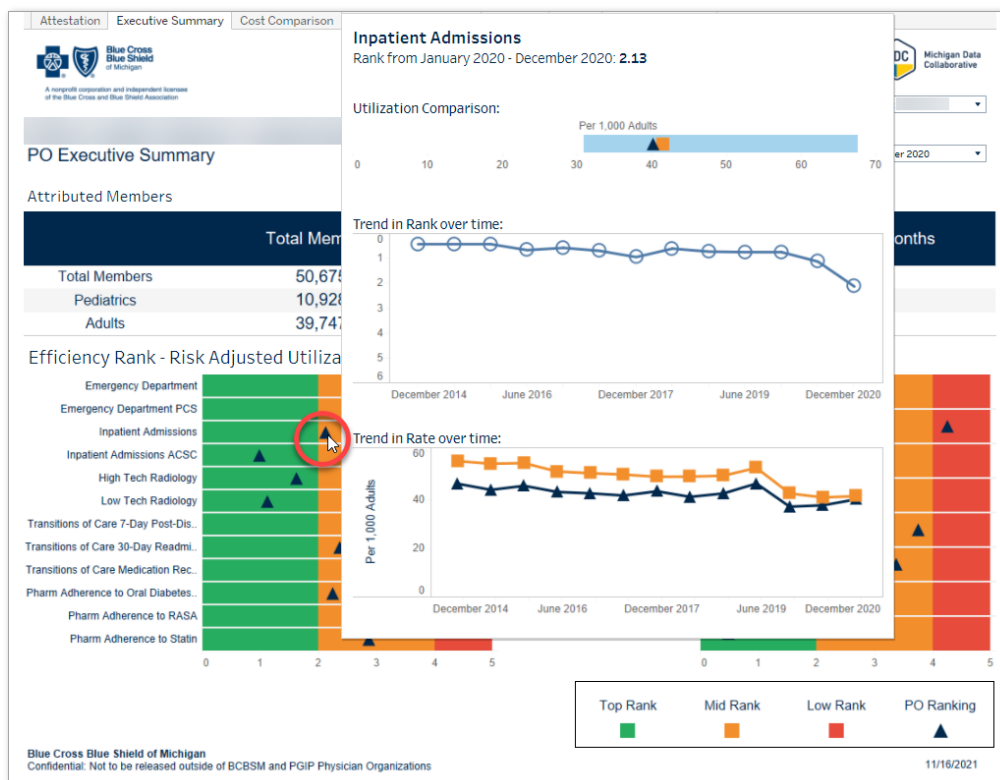 Attestation Executive Summary Cost Comparison
Blue Cross
Blue Shield
of Michigan
A nonprofit corporation and independent licensee
of the Blue Cross and Blue Shield Association
DC
Michigan Data
Collaborative
er 2020
PO Executive Summary
Attributed Members
Total Mem
onths
Total Members 50,675
Pediatrics 10,928
Adults 39,747
Efficiency Rank - Risk Adjusted Utiliza
Emergency Department
Emergency Department PCS
Inpatient Admissions
Inpatient Admissions ACSC
High Tech Radiology
Low Tech Radiology
Transitions of Care 7-Day Post-Dis..
Transitions of Care 30-Day Readmi..
Transitions of Care Medication Rec..
Pharm Adherence to Oral Diabetes..
Pharm Adherence to RASA
Pharm Adherence to Statin
0 1 2 3 4 5
0 1 2 3 4 5
Inpatient Admissions
Rank from January 2020 - December 2020: 2.13
Utilization Comparison:
Per 1,000 Adults
0 10 20 30 40 50 60 70
Trend in Rank over time:
0
1
2
3
4
5
6
December 2014 June 2016 December 2017 June 2019 December 2020
Trend in Rate over time:
Per 1,000 Adults
60
40
20
0
December 2014 June 2016 December 2017 June 2019 December 2020
Top Rank Mid Rank Low Rank PO Ranking
Blue Cross Blue Shield of Michigan
Confidential: Not to be released outside of BCBSM and PGIP Physician Organizations
11/16/2021